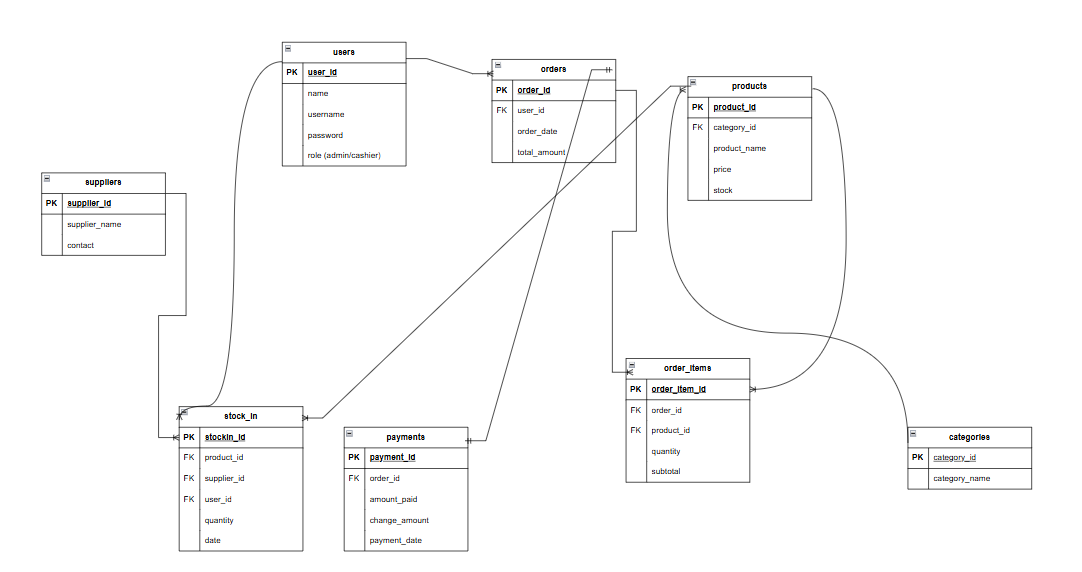 users
PK user_id
name
username
password
role (admin/cashier)
orders
PK order_id
FK user_id
order_date
total_amount
products
PK product_id
FK category_id
product_name
price
stock
suppliers
PK supplier_id
supplier_name
contact
order_items
PK order_item_id
FK order_id
FK product_id
quantity
subtotal
stock_in
PK stockin_id
FK product_id
FK supplier_id
FK user_id
quantity
date
payments
PK payment_id
FK order_id
amount_paid
change_amount
payment_date
categories
PK category_id
category_name